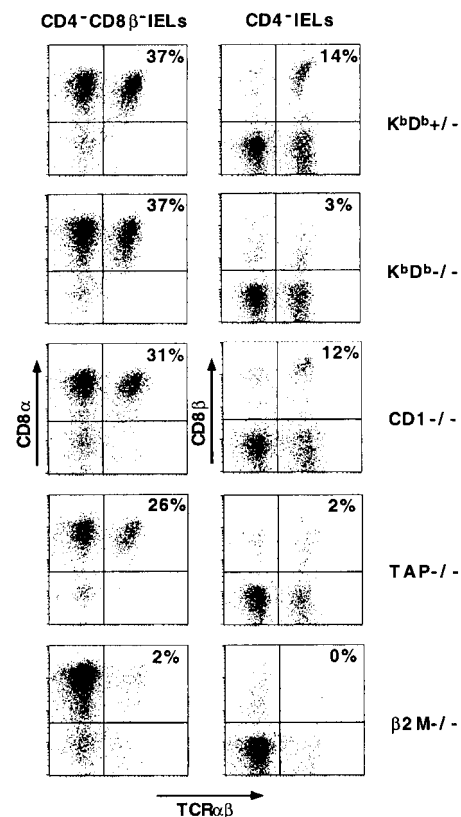 CD4⁻CD8β⁻IELs CD4⁻IELs
37% 14%
KᵇDᵇ+/-
37% 3%
KᵇDᵇ-/-
31% 12%
CD8α CD8β
CD1-/-
26% 2%
TAP-/-
2% 0%
β2M-/-
TCRαβ